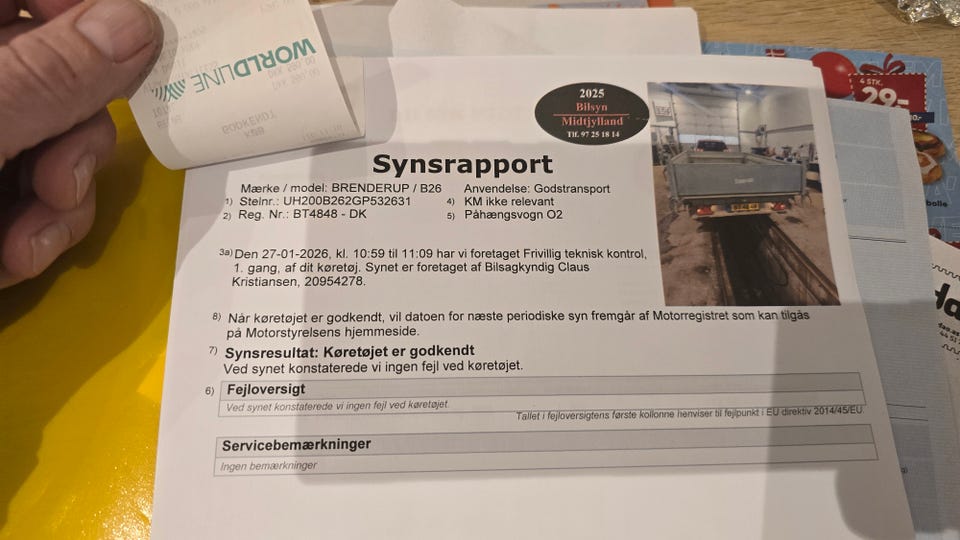 WORLDLINE
GODKENDT
KØB
4 STK.
29.-
2025
Bilsyn
Midtjylland
Tlf. 97 25 18 14
Synsrapport
Mærke / model: BRENDERUP / B26
Anvendelse: Godstransport
1) Stelnr.: UH200B262GP532631
4) KM ikke relevant
2) Reg. Nr.: BT4848 - DK
5) Påhængsvogn O2
3a) Den 27-01-2026, kl. 10:59 til 11:09 har vi foretaget Frivillig teknisk kontrol,
1. gang, af dit køretøj. Synet er foretaget af Bilsagkyndig Claus
Kristiansen, 20954278.
8) Når køretøjet er godkendt, vil datoen for næste periodiske syn fremgår af Motorregistret som kan tilgås
på Motorstyrelsens hjemmeside.
7) Synsresultat: Køretøjet er godkendt
Ved synet konstaterede vi ingen fejl ved køretøjet.
6) Fejloversigt
Ved synet konstaterede vi ingen fejl ved køretøjet.
Tallet i fejloversigtens første kollonne henviser til fejlpunkt i EU direktiv 2014/45/EU.
Servicebemærkninger
Ingen bemærkninger